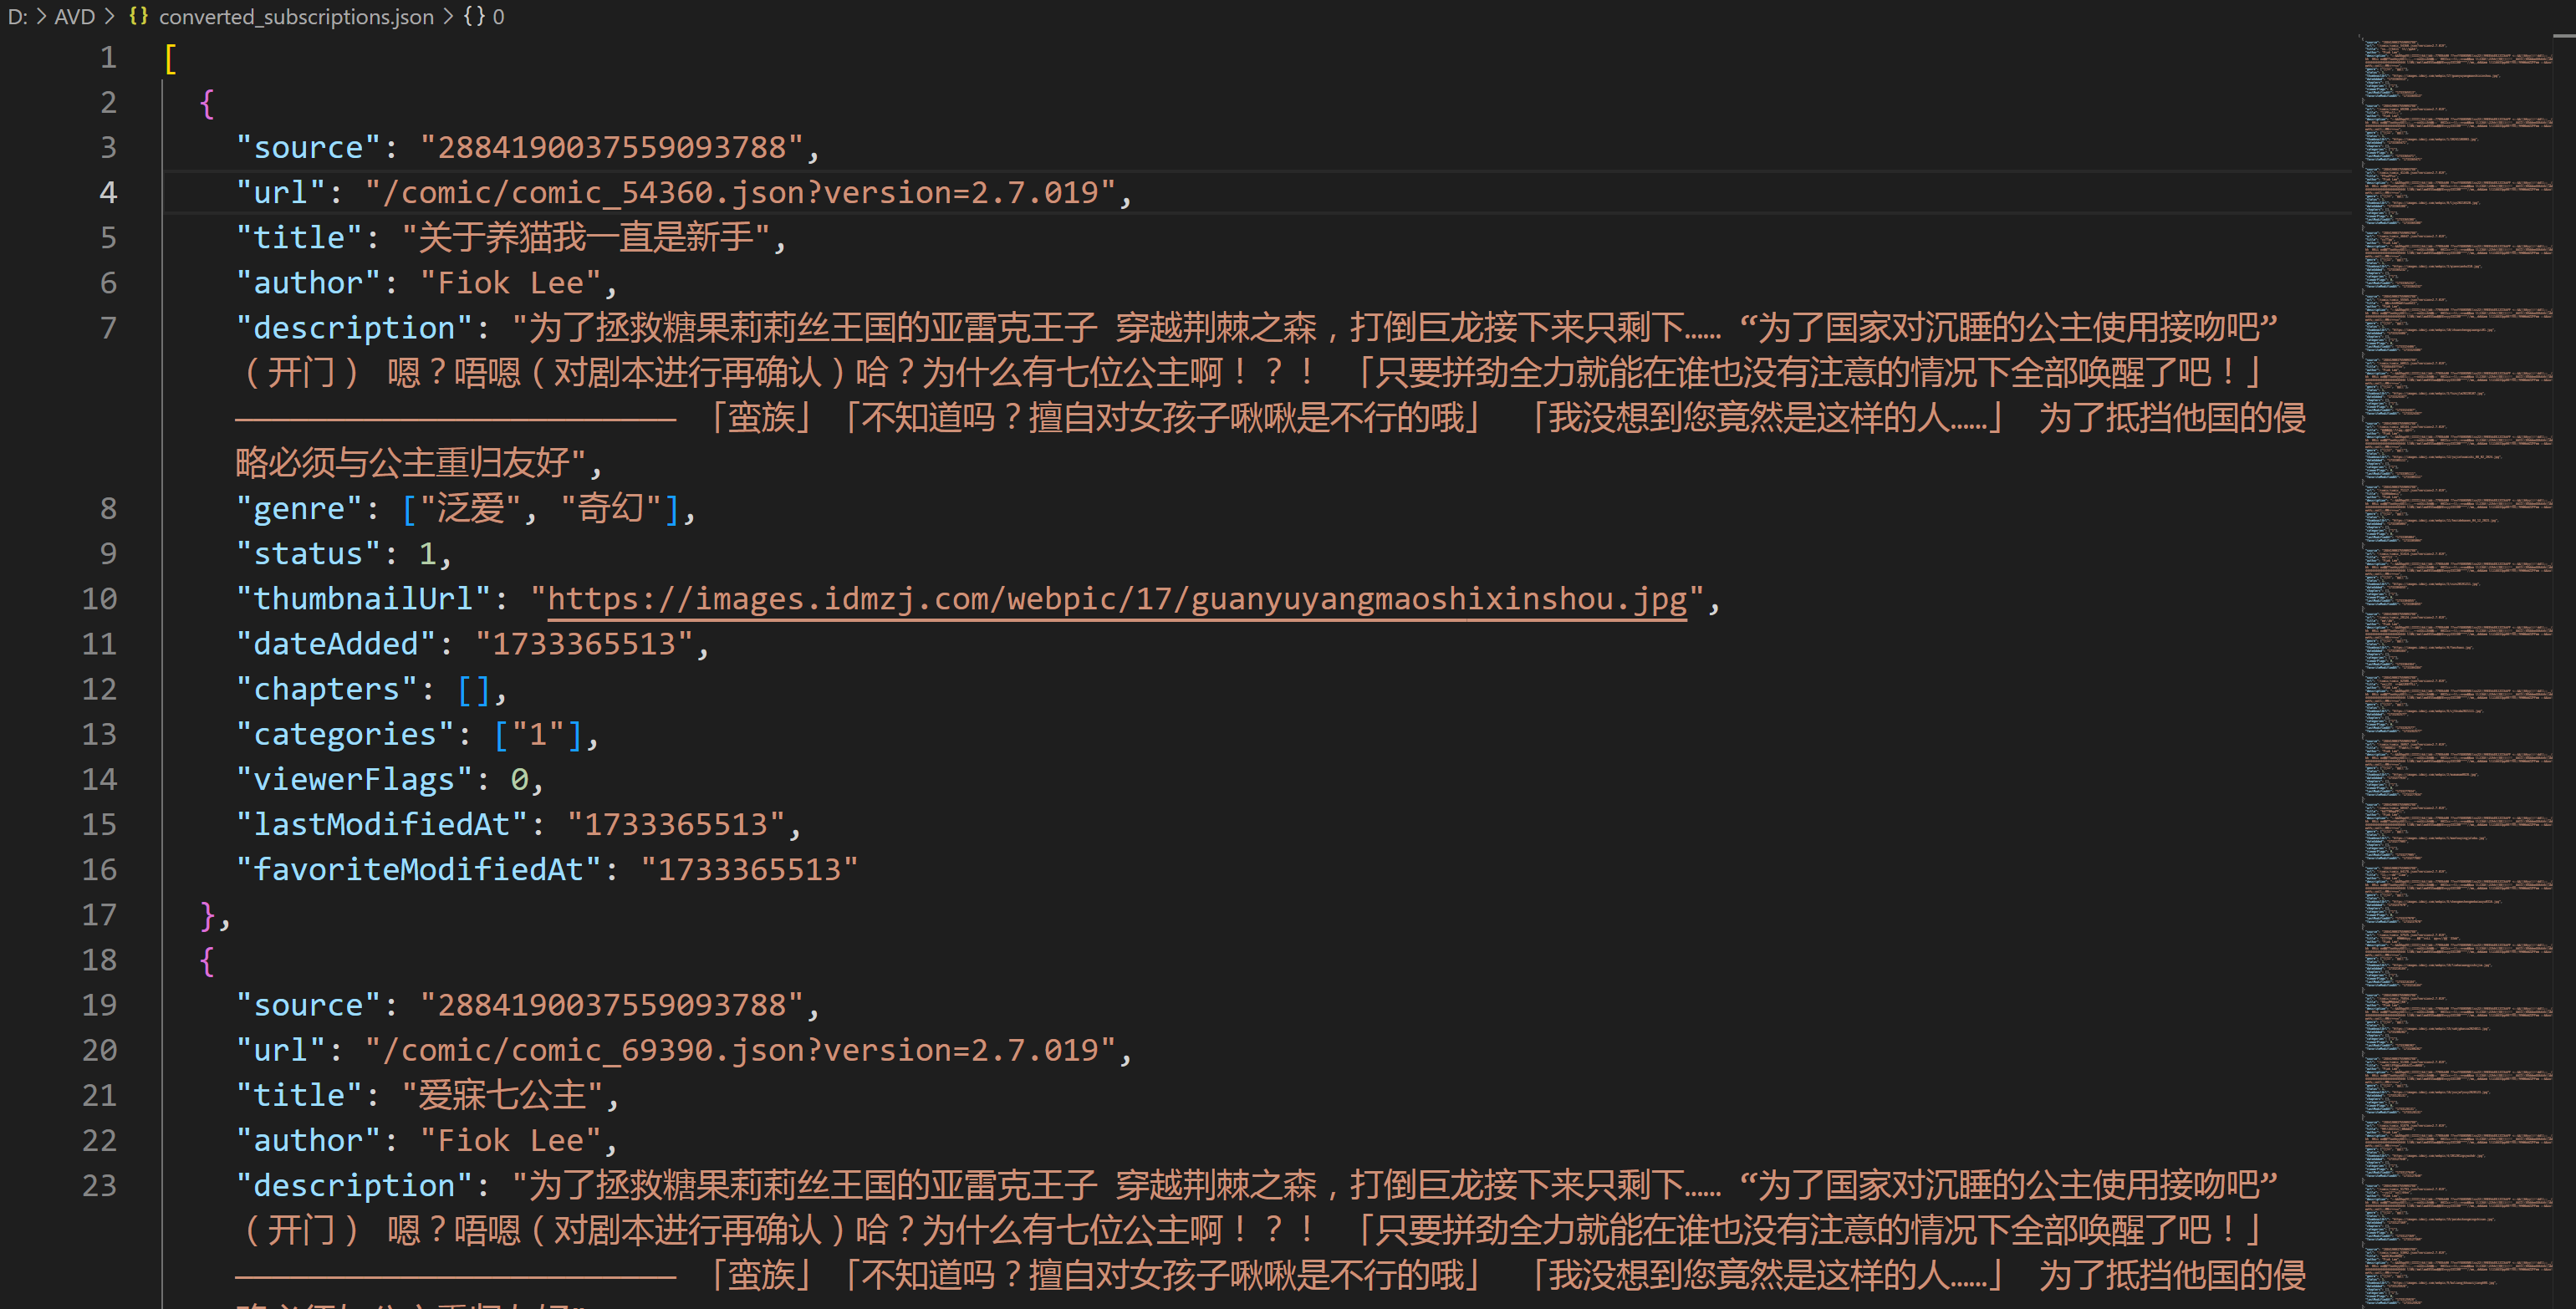 D: > AVD > {} converted_subscriptions.json > {} 0
1 [
2 {
3 "source": "2884190037559093788",
4 "url": "/comic/comic_54360.json?version=2.7.019",
5 "title": "关于养猫我一直是新手",
6 "author": "Fiok Lee",
7 "description": "为了拯救糖果莉莉丝王国的亚雷克王子 穿越荆棘之森，打倒巨龙接下来只剩下…… “为了国家对沉睡的公主使用接吻吧”
（开门） 嗯？唔嗯（对剧本进行再确认）哈？为什么有七位公主啊！？！ 「只要拼劲全力就能在谁也没有注意的情况下全部唤醒了吧！」
———————————————— 「蛮族」「不知道吗？擅自对女孩子啾啾是不行的哦」 「我没想到您竟然是这样的人……」 为了抵挡他国的侵
略必须与公主重归友好",
8 "genre": ["泛爱", "奇幻"],
9 "status": 1,
10 "thumbnailUrl": "https://images.idmzj.com/webpic/17/guanyuyangmaoshixinshou.jpg",
11 "dateAdded": "1733365513",
12 "chapters": [],
13 "categories": ["1"],
14 "viewerFlags": 0,
15 "lastModifiedAt": "1733365513",
16 "favoriteModifiedAt": "1733365513"
17 },
18 {
19 "source": "2884190037559093788",
20 "url": "/comic/comic_69390.json?version=2.7.019",
21 "title": "爱寐七公主",
22 "author": "Fiok Lee",
23 "description": "为了拯救糖果莉莉丝王国的亚雷克王子 穿越荆棘之森，打倒巨龙接下来只剩下…… “为了国家对沉睡的公主使用接吻吧”
（开门） 嗯？唔嗯（对剧本进行再确认）哈？为什么有七位公主啊！？！ 「只要拼劲全力就能在谁也没有注意的情况下全部唤醒了吧！」
———————————————— 「蛮族」「不知道吗？擅自对女孩子啾啾是不行的哦」 「我没想到您竟然是这样的人……」 为了抵挡他国的侵